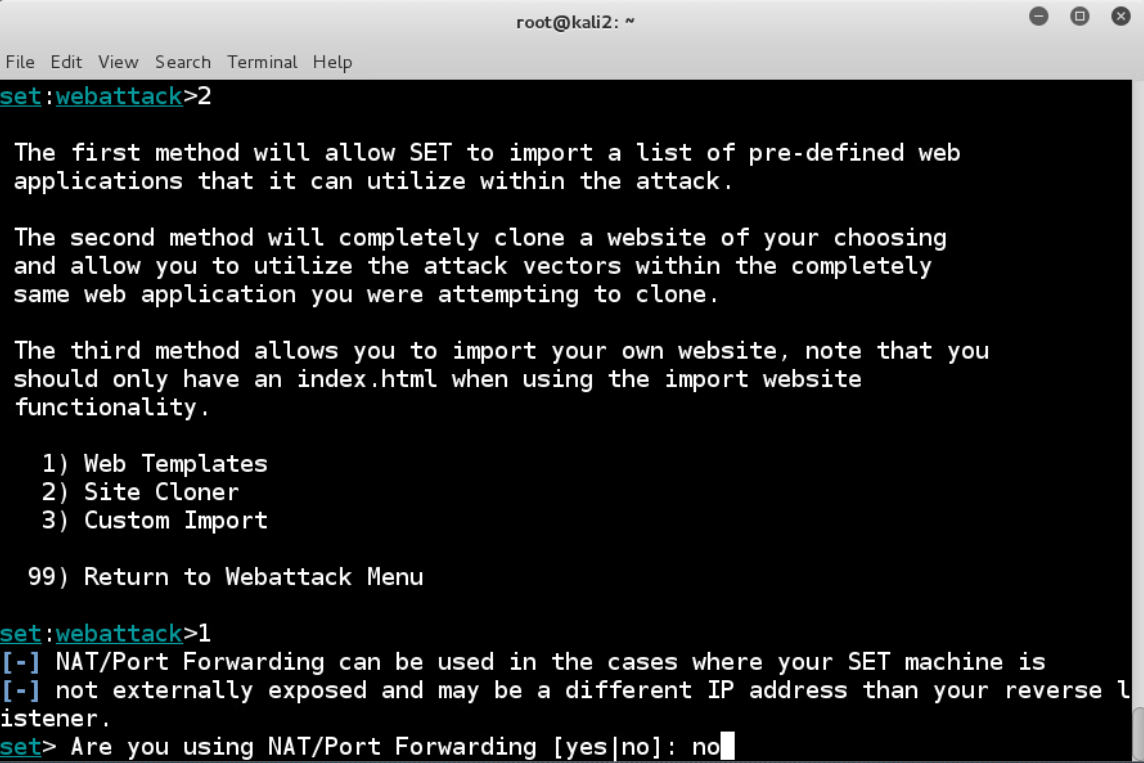 root@kali2: ~
File Edit View Search Terminal Help
set:webattack>2
The first method will allow SET to import a list of pre-defined web
applications that it can utilize within the attack.
The second method will completely clone a website of your choosing
and allow you to utilize the attack vectors within the completely
same web application you were attempting to clone.
The third method allows you to import your own website, note that you
should only have an index.html when using the import website
functionality.
1) Web Templates
2) Site Cloner
3) Custom Import
99) Return to Webattack Menu
set:webattack>1
[-] NAT/Port Forwarding can be used in the cases where your SET machine is
[-] not externally exposed and may be a different IP address than your reverse l
istener.
set> Are you using NAT/Port Forwarding [yes|no]: no